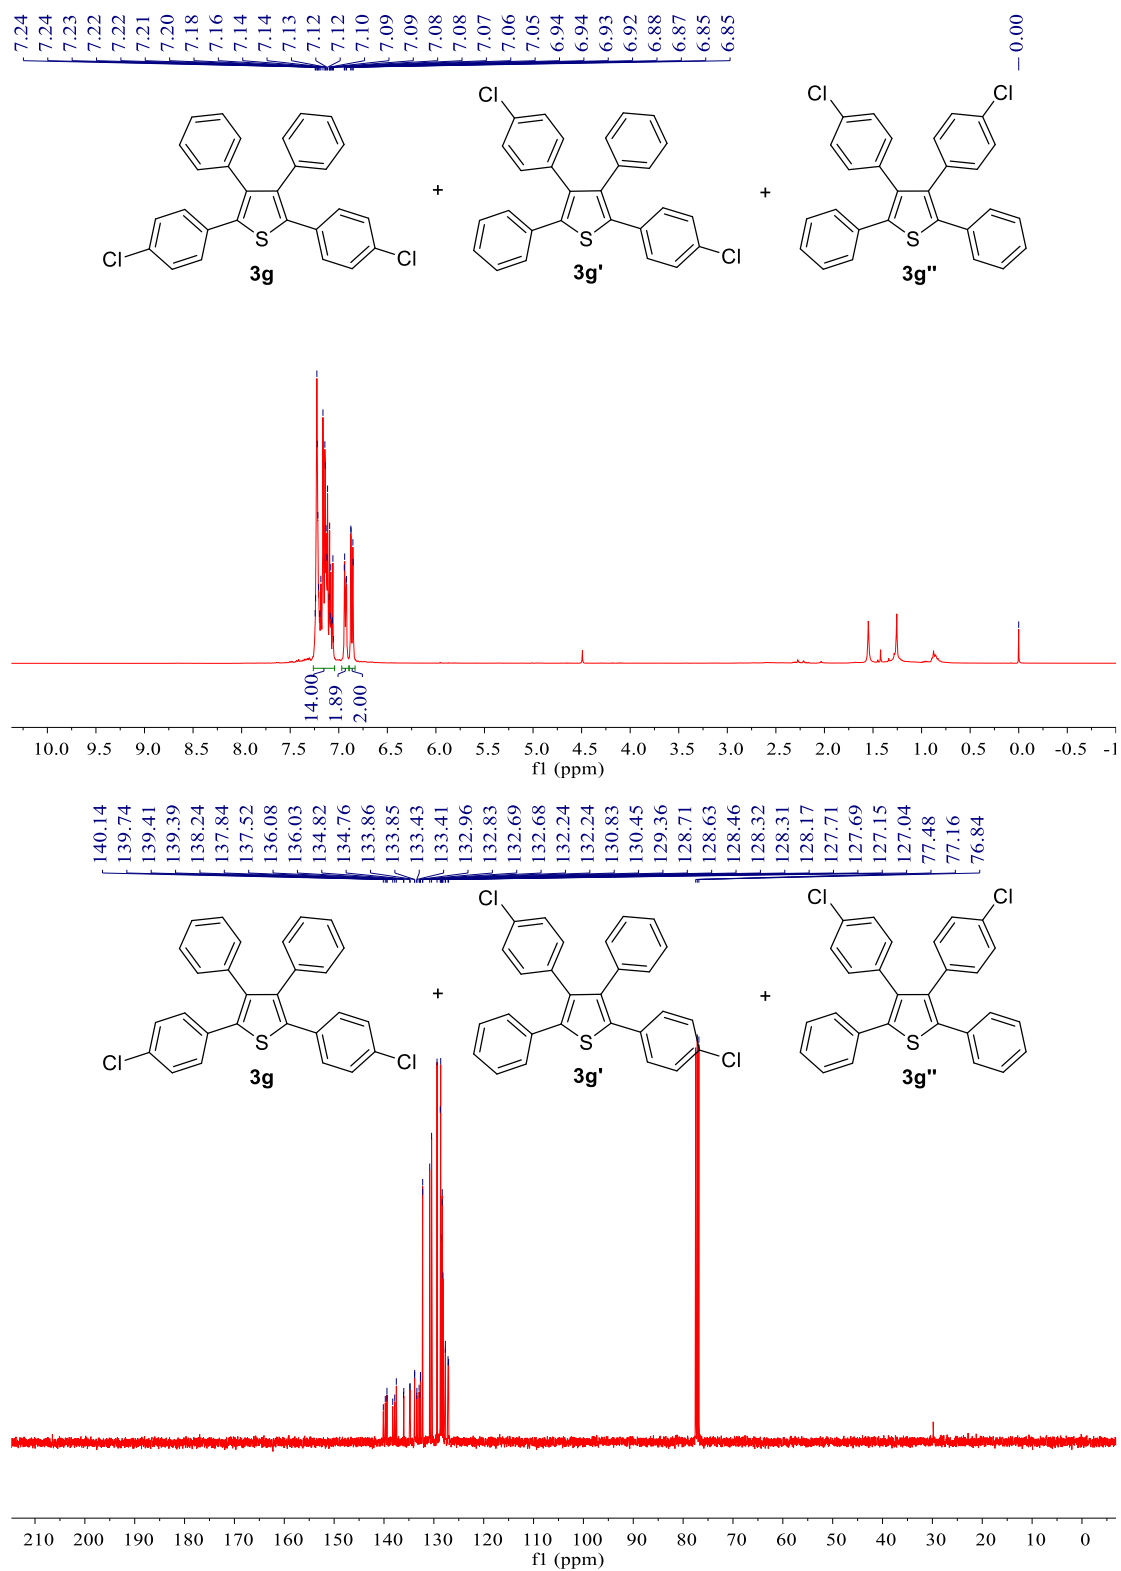 7.24 7.24 7.23 7.22 7.22 7.21 7.20 7.18 7.16 7.14 7.14 7.13 7.12 7.12 7.10 7.09 7.09 7.08 7.08 7.07 7.06 7.05 6.94 6.94 6.93 6.92 6.88 6.87 6.85 6.85 0.00
Cl Cl Cl
+ +
S S S
Cl Cl Cl
3g 3g' 3g"
14.00 1.89 2.00
10.0 9.5 9.0 8.5 8.0 7.5 7.0 6.5 6.0 5.5 5.0 4.5 4.0 3.5 3.0 2.5 2.0 1.5 1.0 0.5 0.0 -0.5 -1
f1 (ppm)
140.14 139.74 139.41 139.39 138.24 137.84 137.52 136.08 136.03 134.82 134.76 133.86 133.85 133.43 133.41 132.96 132.83 132.69 132.68 132.24 132.24 130.83 130.45 129.36 128.71 128.63 128.46 128.32 128.31 128.17 127.71 127.69 127.15 127.04 77.48 77.16 76.84
Cl Cl Cl
+ +
S S S
Cl Cl Cl
3g 3g' 3g"
210 200 190 180 170 160 150 140 130 120 110 100 90 80 70 60 50 40 30 20 10 0
f1 (ppm)